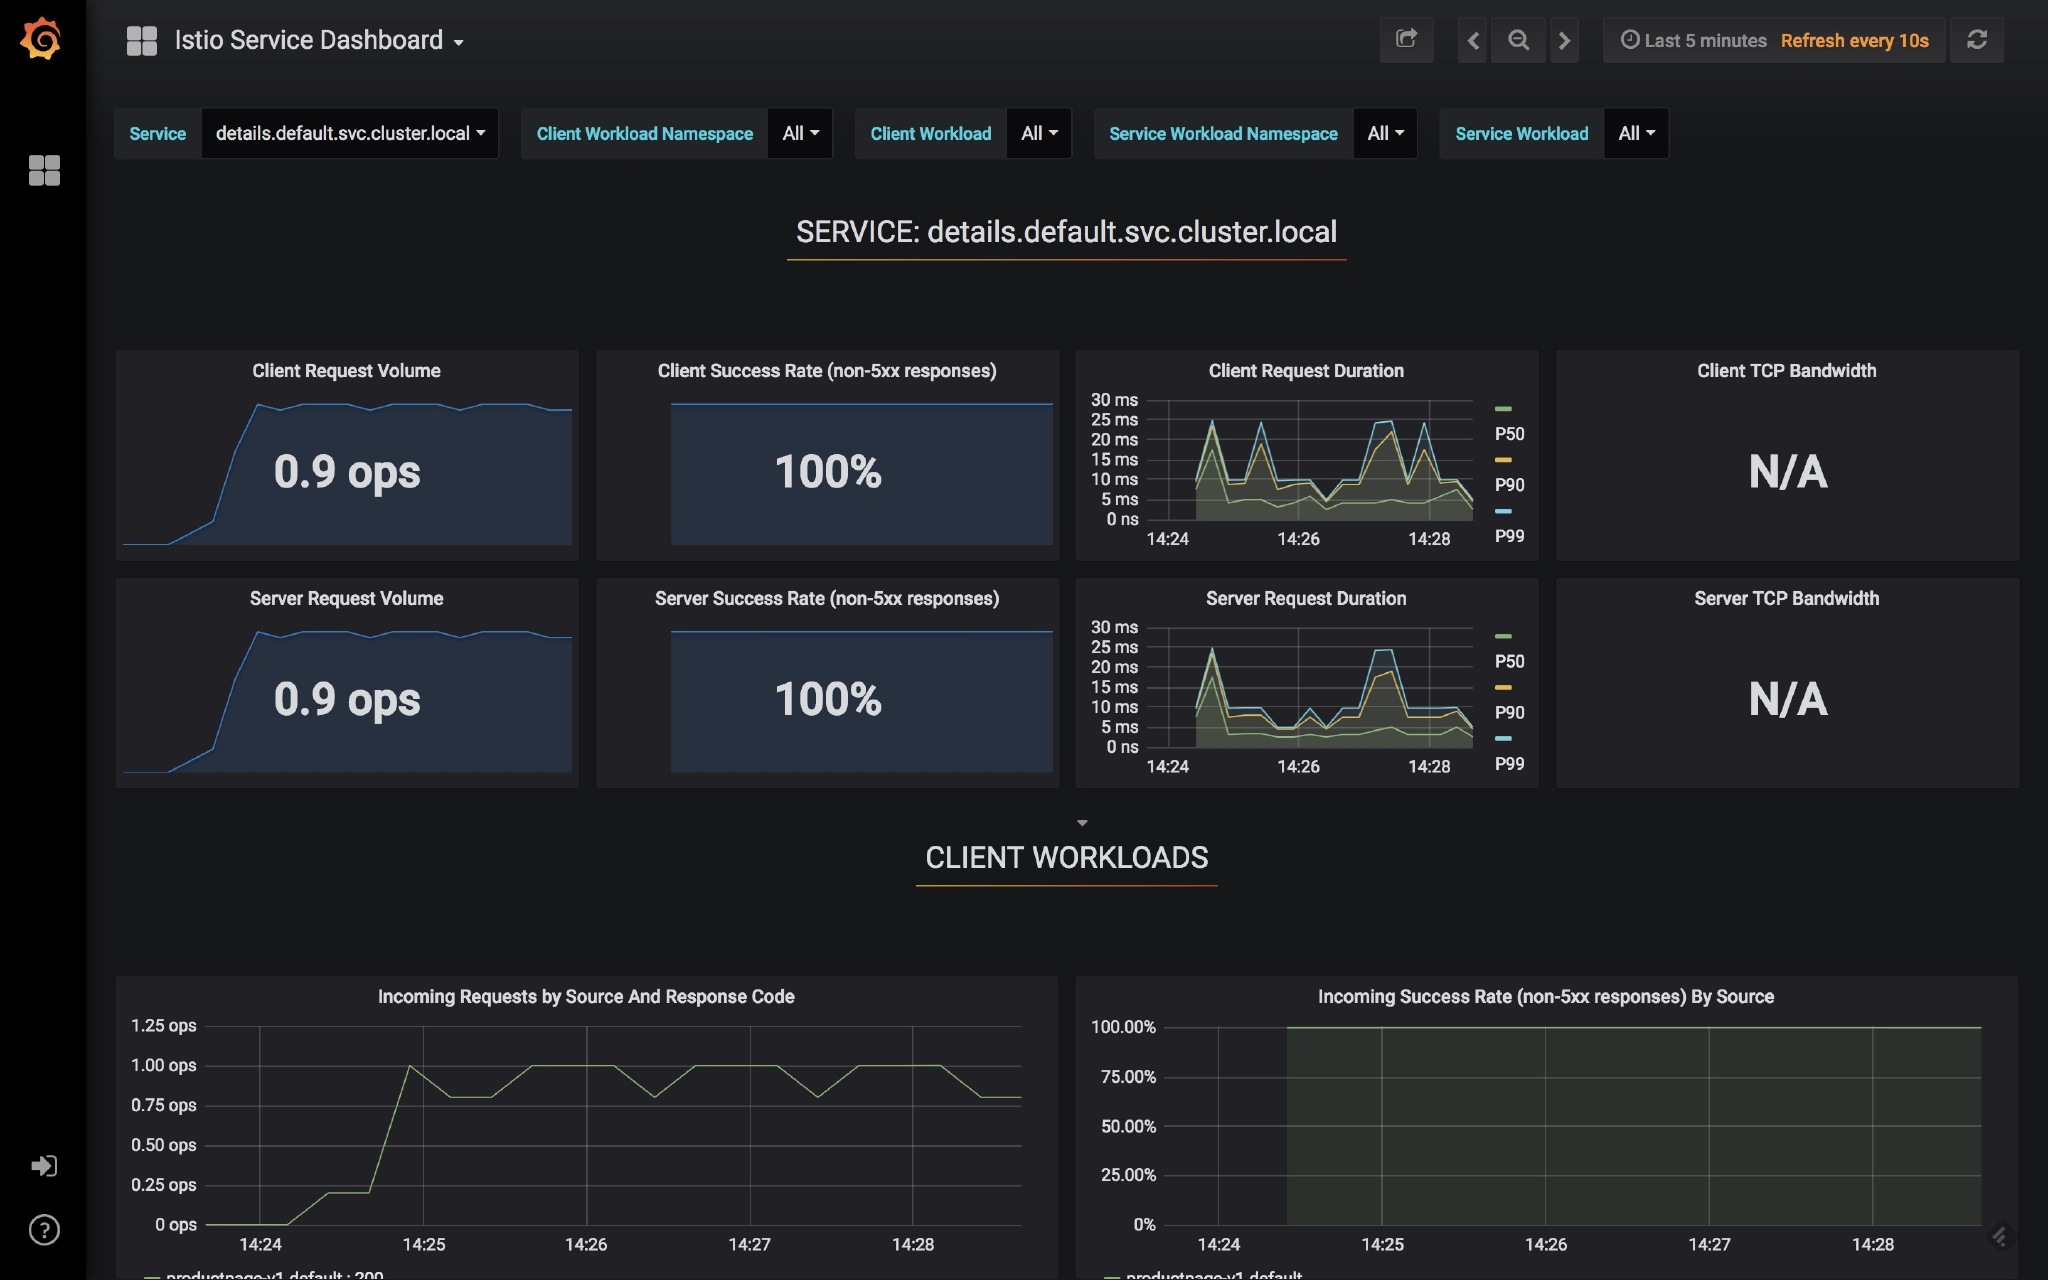 Istio Service Dashboard
Last 5 minutes Refresh every 10s
Service details.default.svc.cluster.local Client Workload Namespace All Client Workload All Service Workload Namespace All Service Workload All
SERVICE: details.default.svc.cluster.local
Client Request Volume
0.9 ops
Client Success Rate (non-5xx responses)
100%
Client Request Duration
30 ms
25 ms
20 ms
15 ms
10 ms
5 ms
0 ns
14:24 14:26 14:28
P50
P90
P99
Client TCP Bandwidth
N/A
Server Request Volume
0.9 ops
Server Success Rate (non-5xx responses)
100%
Server Request Duration
30 ms
25 ms
20 ms
15 ms
10 ms
5 ms
0 ns
14:24 14:26 14:28
P50
P90
P99
Server TCP Bandwidth
N/A
CLIENT WORKLOADS
Incoming Requests by Source And Response Code
1.25 ops
1.00 ops
0.75 ops
0.50 ops
0.25 ops
0 ops
14:24 14:25 14:26 14:27 14:28
productpage-v1.default : 200
Incoming Success Rate (non-5xx responses) By Source
100.00%
75.00%
50.00%
25.00%
0%
14:24 14:25 14:26 14:27 14:28
productpage-v1.default